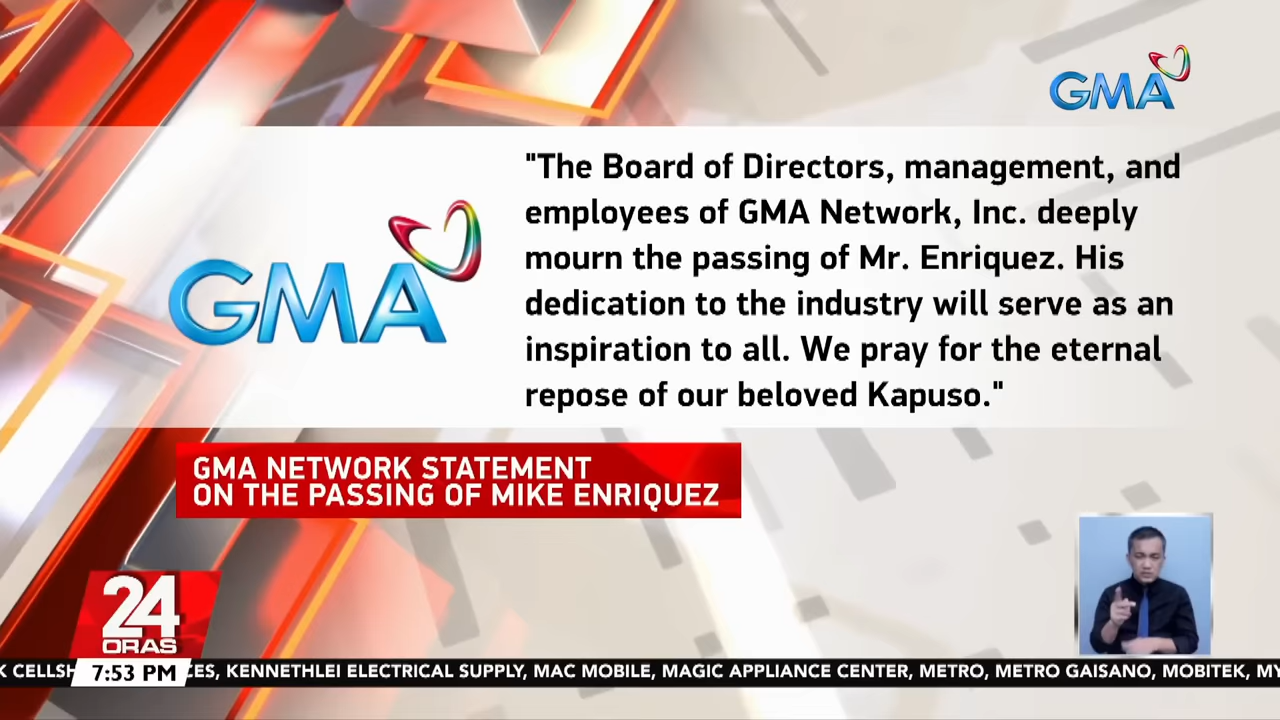 GMA
"The Board of Directors, management, and
employees of GMA Network, Inc. deeply
mourn the passing of Mr. Enriquez. His
dedication to the industry will serve as an
inspiration to all. We pray for the eternal
repose of our beloved Kapuso."
GMA
GMA NETWORK STATEMENT
ON THE PASSING OF MIKE ENRIQUEZ
24
ORAS
7:53 PM
K CELLSH CES, KENNETHLEI ELECTRICAL SUPPLY, MAC MOBILE, MAGIC APPLIANCE CENTER, METRO, METRO GAISANO, MOBITEK, MY